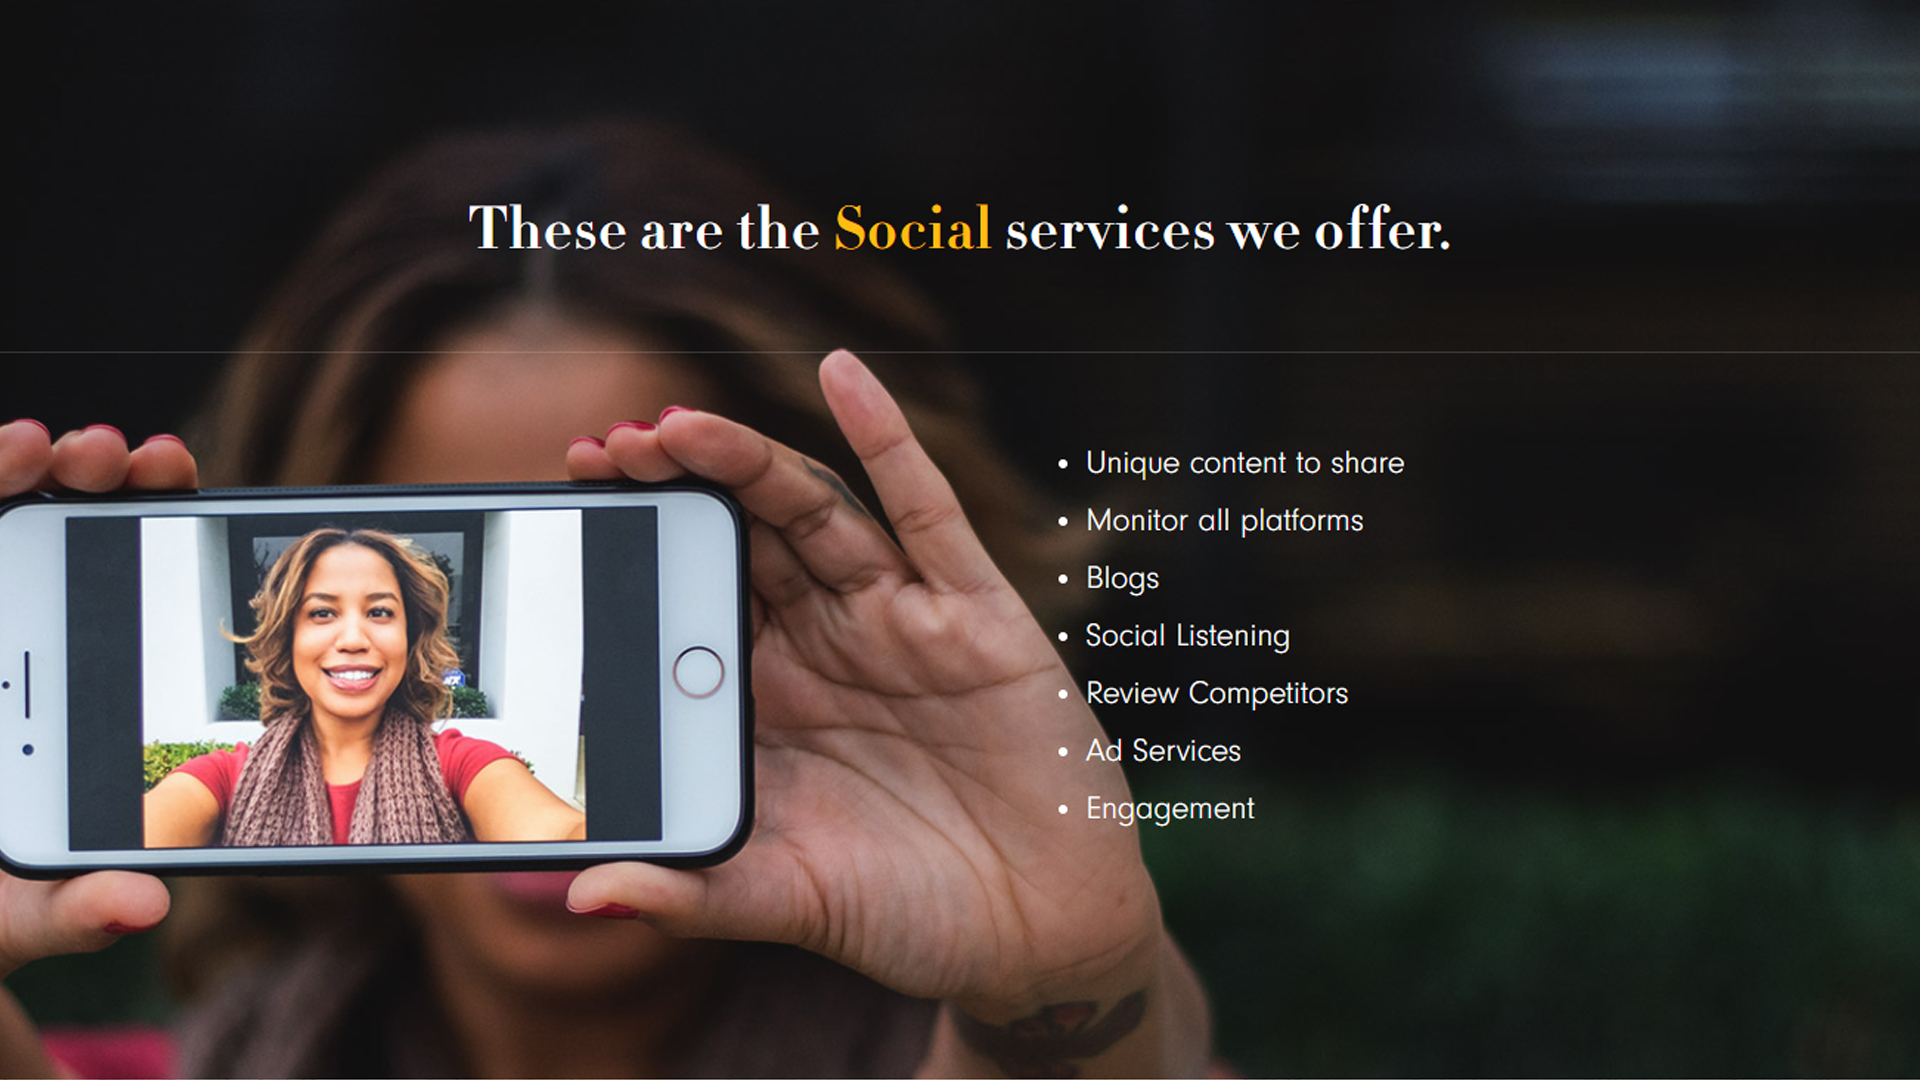 These are the Social services we offer.
• Unique content to share
• Monitor all platforms
• Blogs
• Social Listening
• Review Competitors
• Ad Services
• Engagement